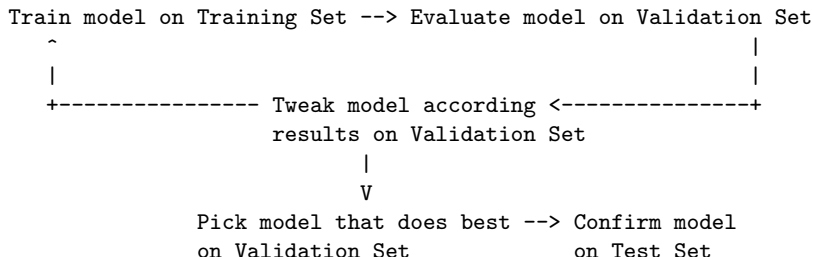 Train model on Training Set --> Evaluate model on Validation Set
^ |
| |
+---------------- Tweak model according <---------------+
results on Validation Set
|
V
Pick model that does best --> Confirm model
on Validation Set on Test Set